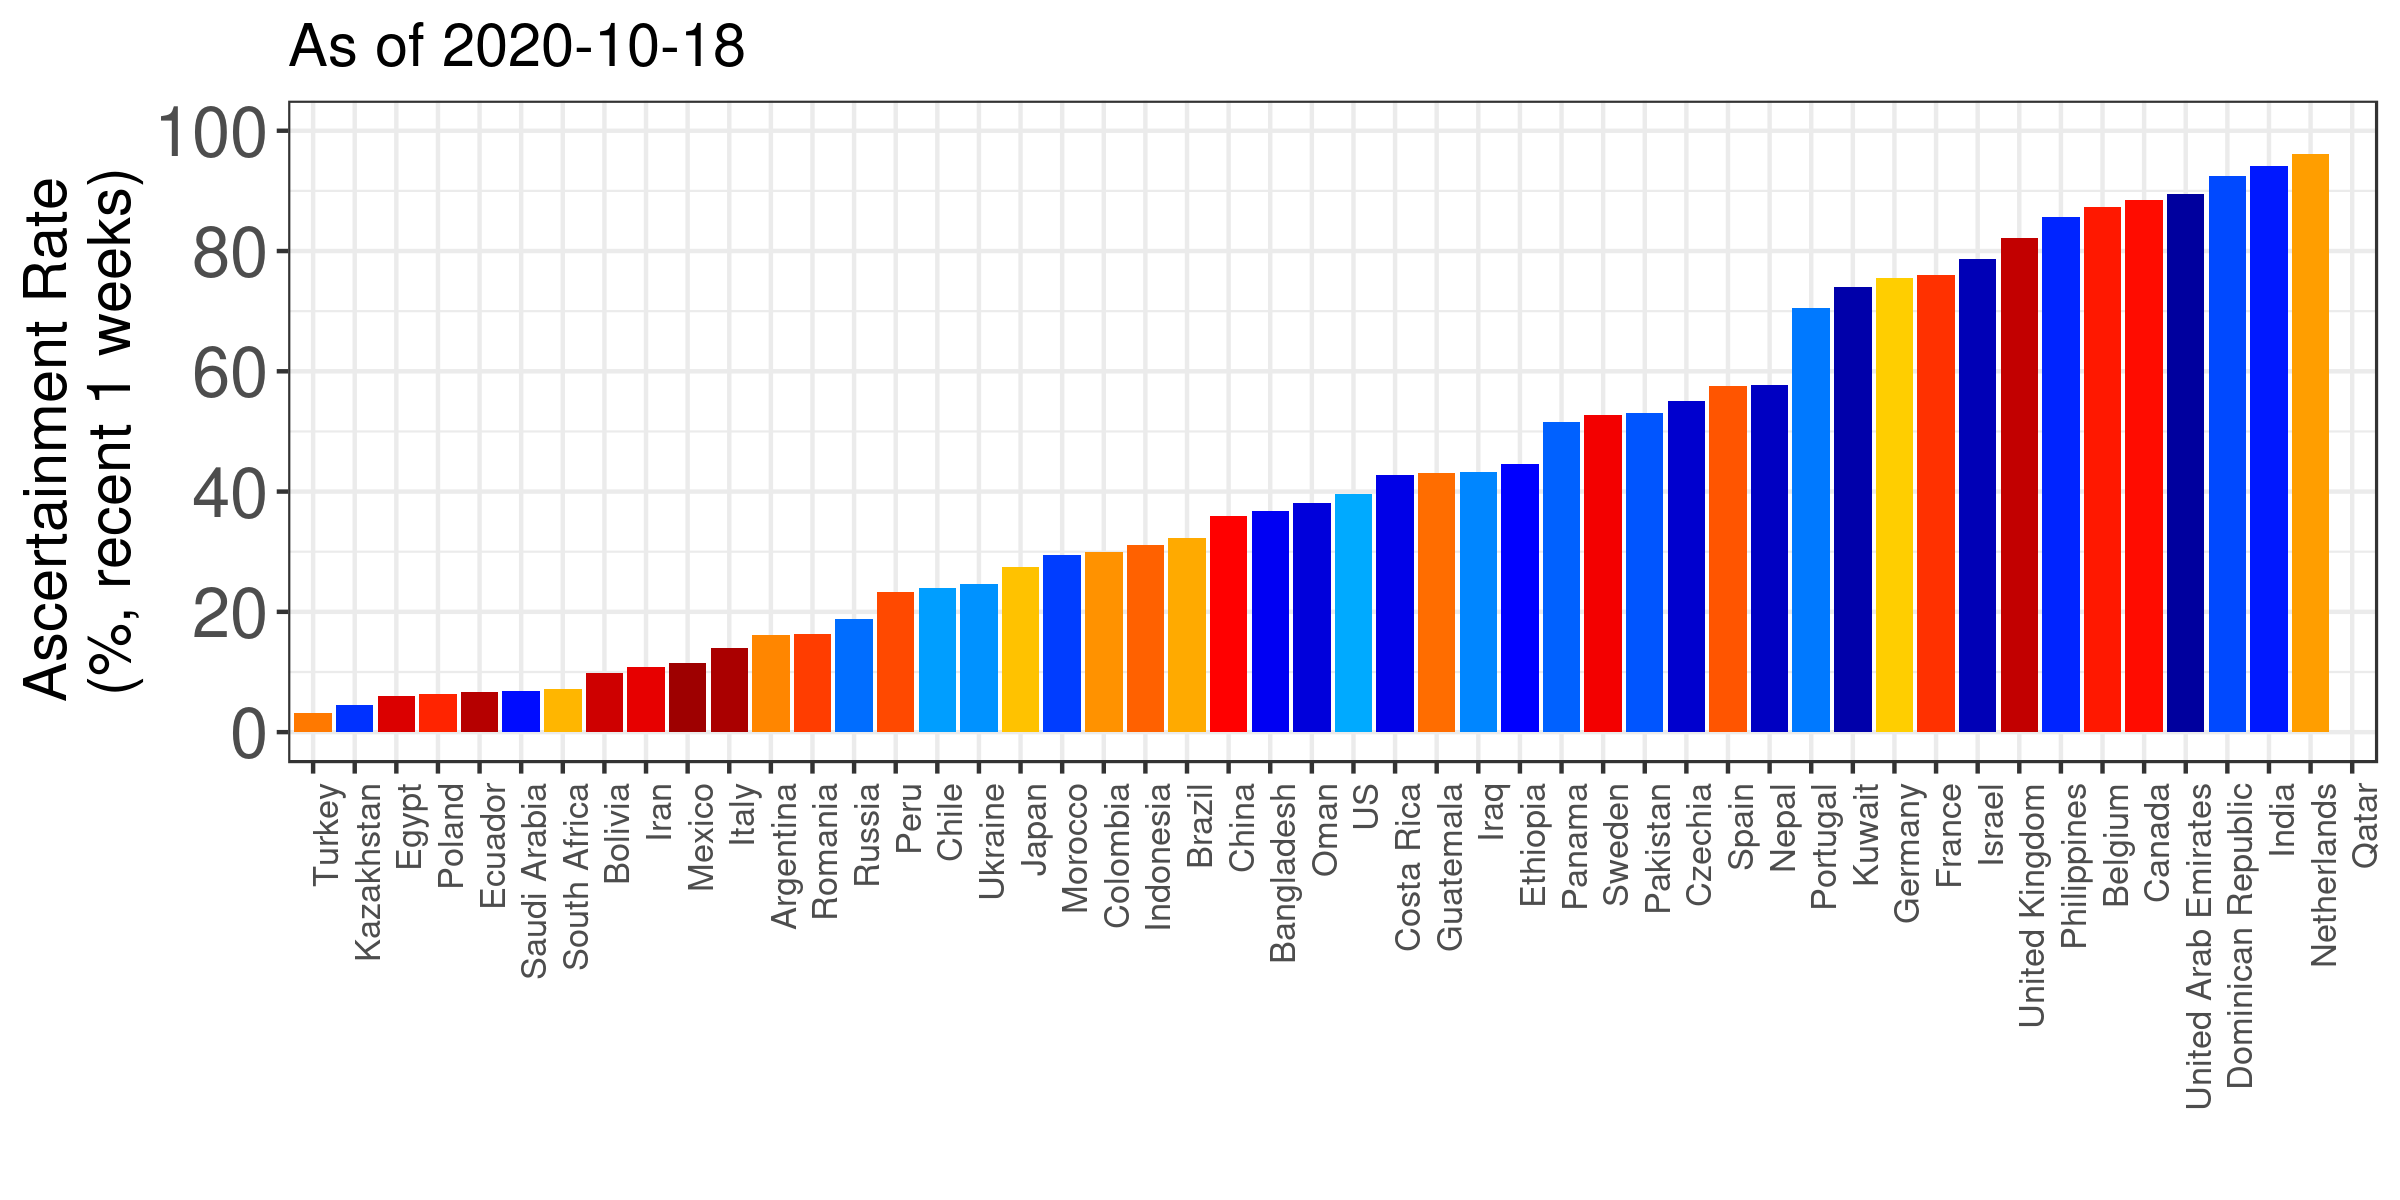 As of 2020-10-18
Ascertainment Rate
(%, recent 1 weeks)
100
80
60
40
20
0
Turkey
Kazakhstan
Egypt
Poland
Ecuador
Saudi Arabia
South Africa
Bolivia
Iran
Mexico
Italy
Argentina
Romania
Russia
Peru
Chile
Ukraine
Japan
Morocco
Colombia
Indonesia
Brazil
China
Bangladesh
Oman
US
Costa Rica
Guatemala
Iraq
Ethiopia
Panama
Sweden
Pakistan
Czechia
Spain
Nepal
Portugal
Kuwait
Germany
France
Israel
United Kingdom
Philippines
Belgium
Canada
United Arab Emirates
Dominican Republic
India
Netherlands
Qatar